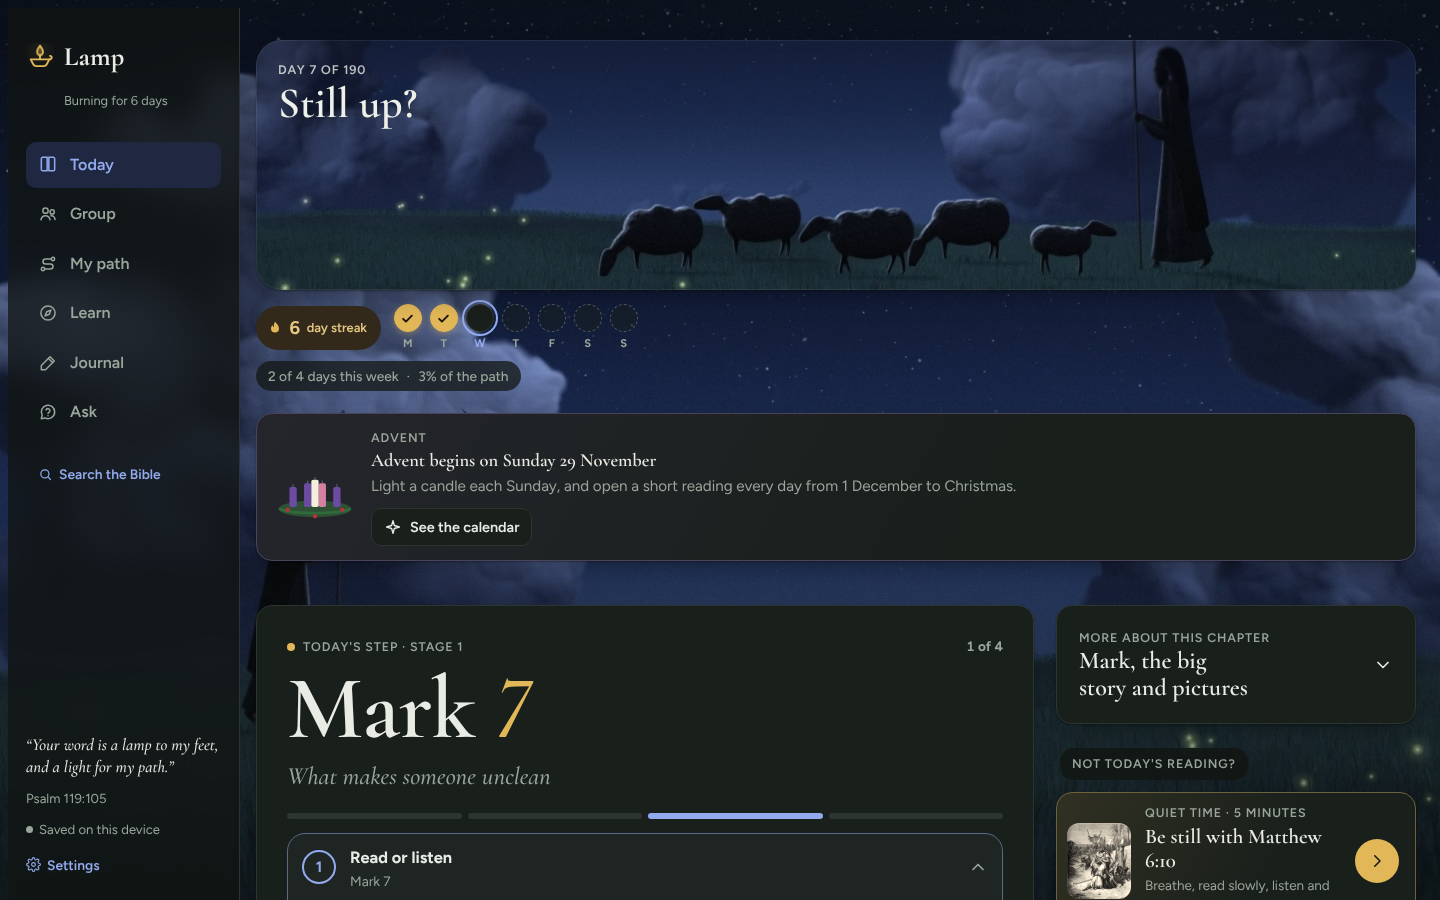 Lamp
Burning for 6 days
Today
Group
My path
Learn
Journal
Ask
Search the Bible
“Your word is a lamp to my feet,
and a light for my path.”
Psalm 119:105
Saved on this device
Settings
DAY 7 OF 190
Still up?
6 day streak
M T W T F S S
2 of 4 days this week · 3% of the path
ADVENT
Advent begins on Sunday 29 November
Light a candle each Sunday, and open a short reading every day from 1 December to Christmas.
See the calendar
TODAY'S STEP · STAGE 1
1 of 4
Mark 7
What makes someone unclean
1
Read or listen
Mark 7
MORE ABOUT THIS CHAPTER
Mark, the big
story and pictures
NOT TODAY'S READING?
QUIET TIME · 5 MINUTES
Be still with Matthew
6:10
Breathe, read slowly, listen and